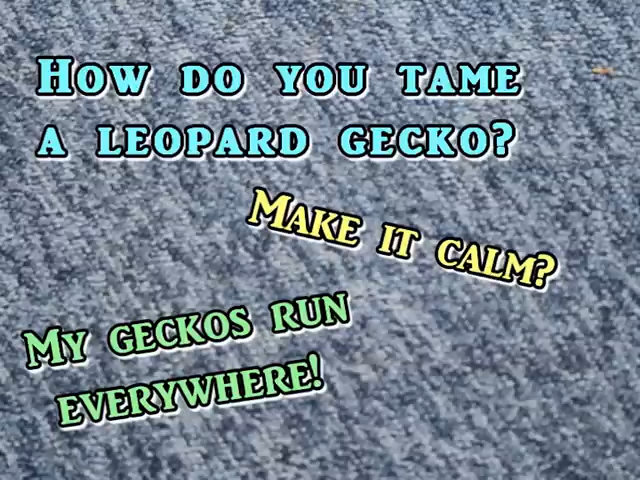 How do you tame
a leopard gecko?
Make it calm?
My geckos run
everywhere!